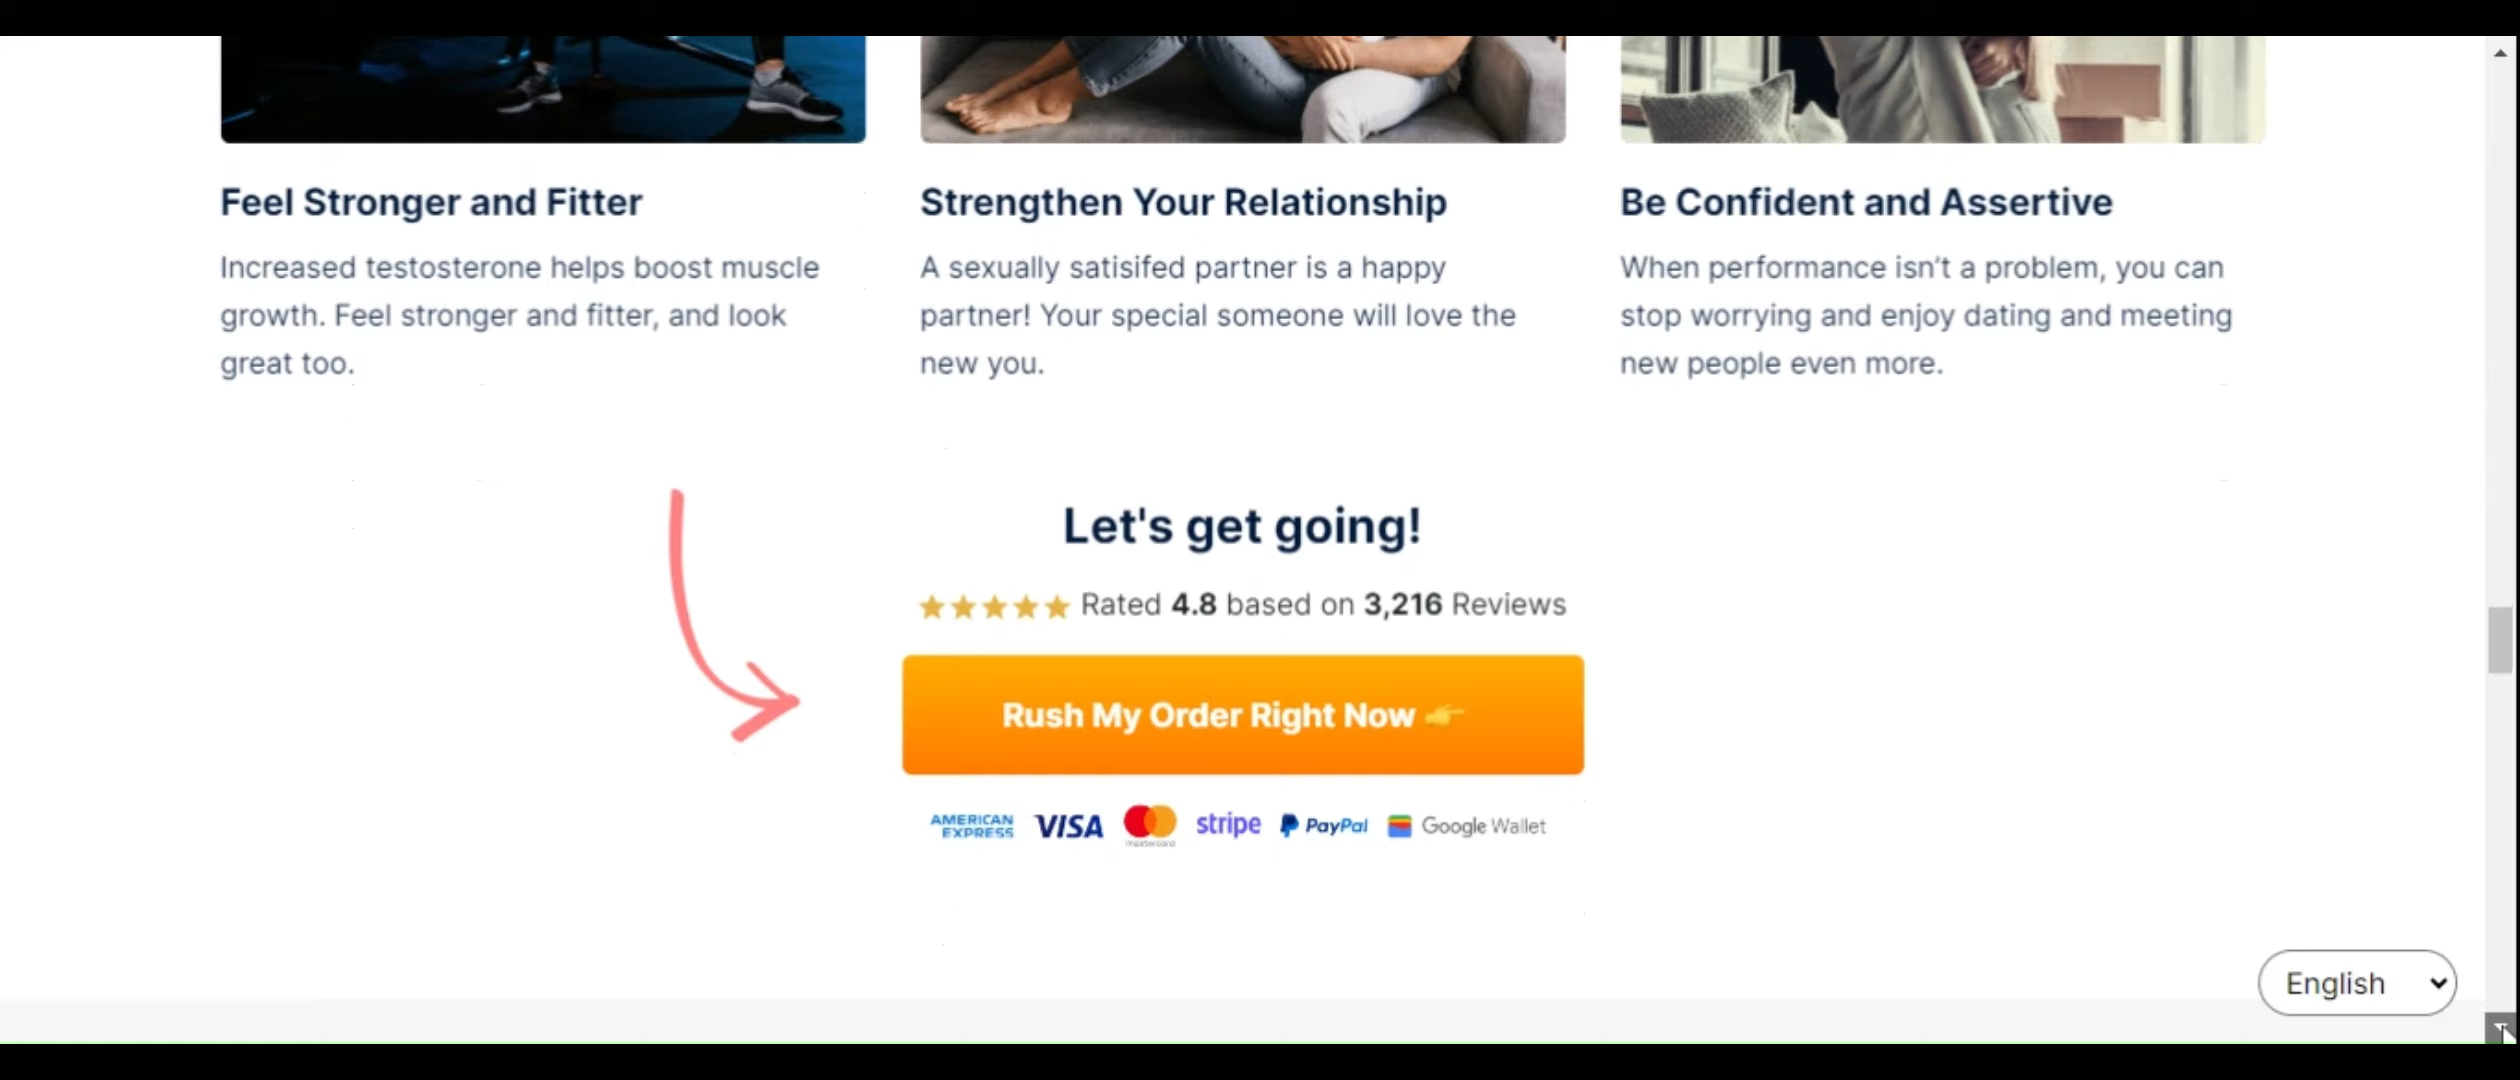 Feel Stronger and Fitter
Increased testosterone helps boost muscle
growth. Feel stronger and fitter, and look
great too.
Strengthen Your Relationship
A sexually satisifed partner is a happy
partner! Your special someone will love the
new you.
Be Confident and Assertive
When performance isn't a problem, you can
stop worrying and enjoy dating and meeting
new people even more.
Let's get going!
Rated 4.8 based on 3,216 Reviews
Rush My Order Right Now
AMERICAN EXPRESS VISA mastercard stripe PayPal Google Wallet
English